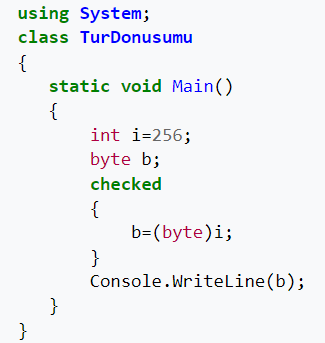 using System;
class TurDonusumu
{
   static void Main()
   {
       int i=256;
       byte b;
       checked
       {
           b=(byte)i;
       }
       Console.WriteLine(b);
   }
}